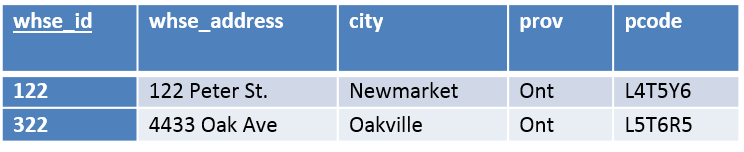 whse_id whse_address city prov pcode
122 122 Peter St. Newmarket Ont L4T5Y6
322 4433 Oak Ave Oakville Ont L5T6R5